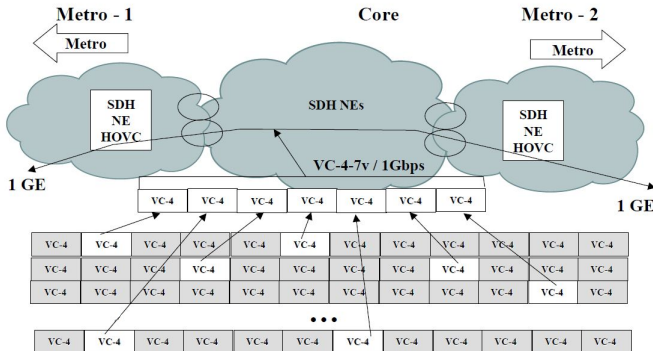 Metro - 1 Core Metro - 2
Metro
Metro
SDH
NE
HOVC
SDH NEs
SDH
NE
HOVC
VC-4-7v / 1Gbps
1 GE
1 GE
VC-4 VC-4 VC-4 VC-4 VC-4 VC-4 VC-4
VC-4 VC-4 VC-4 VC-4 VC-4 VC-4 VC-4 VC-4 VC-4 VC-4 VC-4 VC-4
VC-4 VC-4 VC-4 VC-4 VC-4 VC-4 VC-4 VC-4 VC-4 VC-4 VC-4 VC-4
VC-4 VC-4 VC-4 VC-4 VC-4 VC-4 VC-4 VC-4 VC-4 VC-4 VC-4 VC-4
...
VC-4 VC-4 VC-4 VC-4 VC-4 VC-4 VC-4 VC-4 VC-4 VC-4 VC-4 VC-4